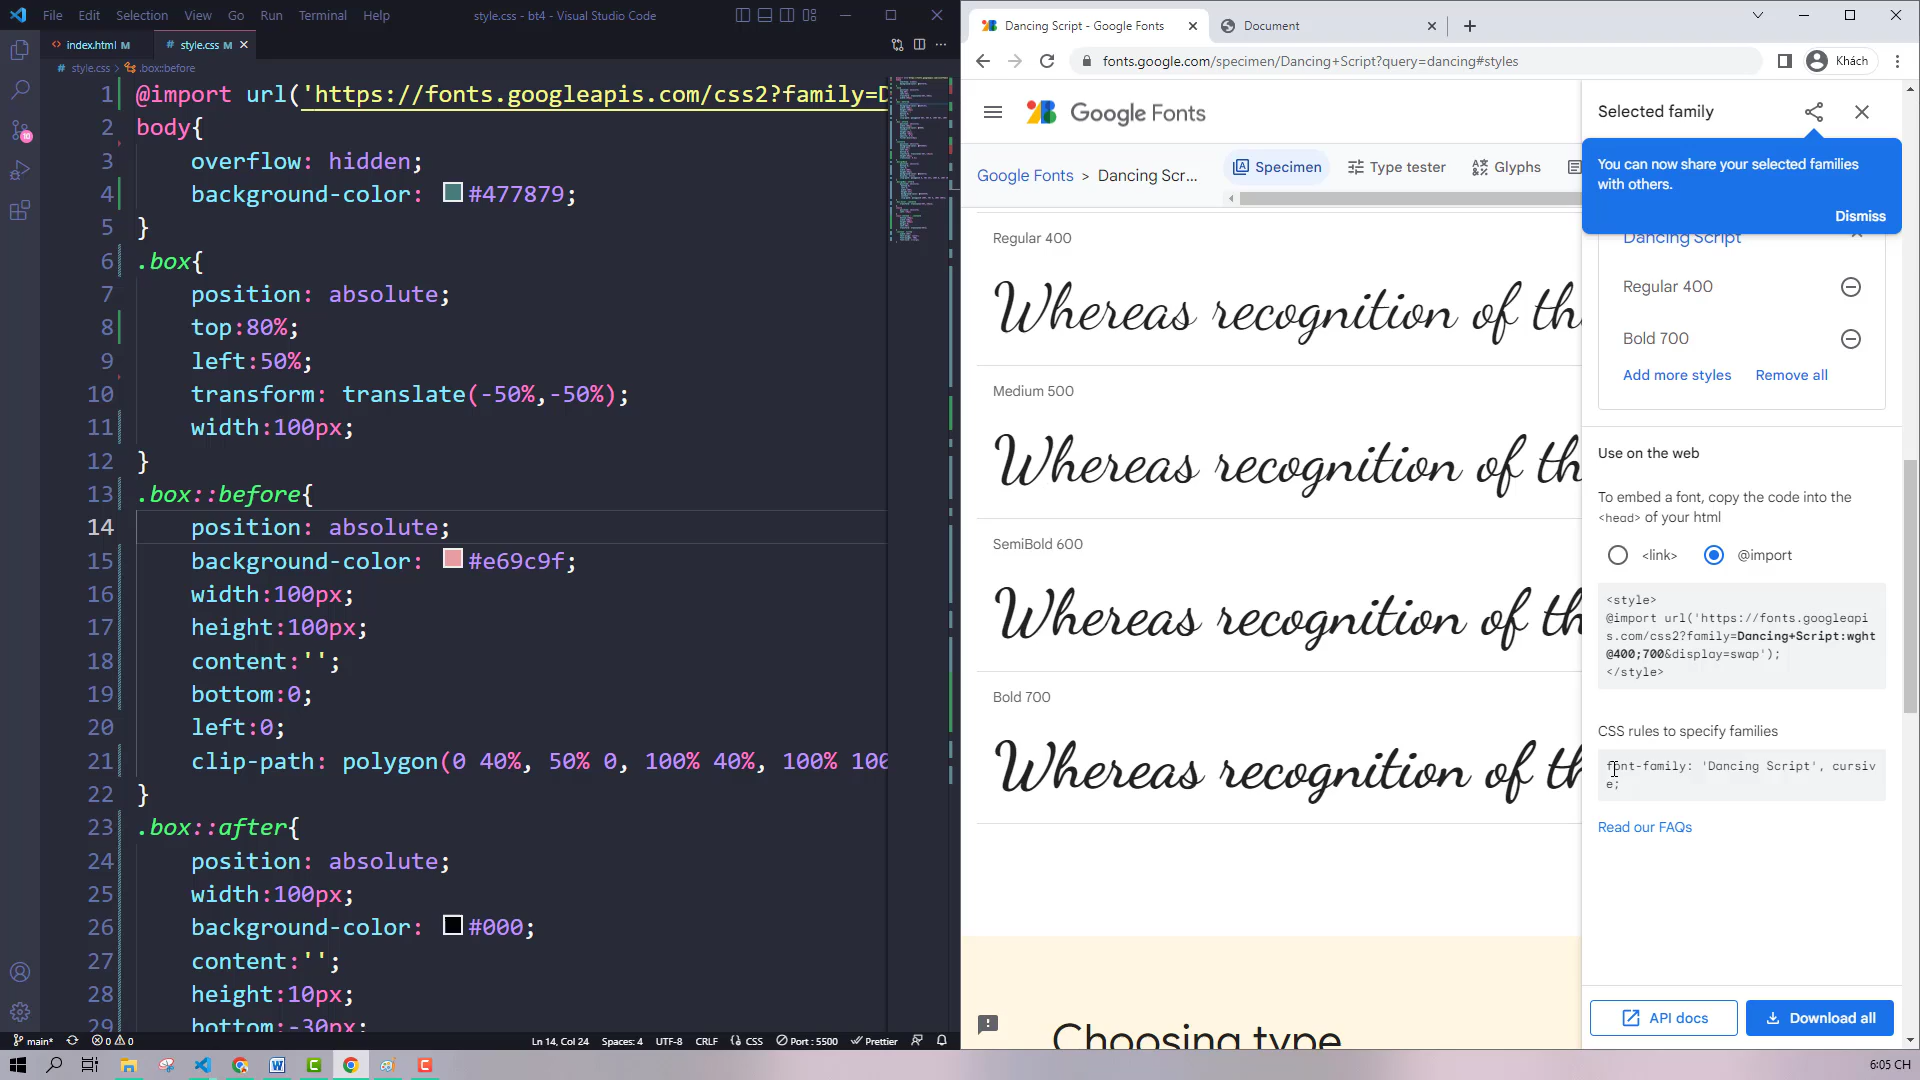 File Edit Selection View Go Run Terminal Help
style.css - bt4 - Visual Studio Code
index.html M
# style.css M
# style.css > .box::before
1 @import url('https://fonts.googleapis.com/css2?family=D
2 body{
3 overflow: hidden;
4 background-color: #477879;
5 }
6 .box{
7 position: absolute;
8 top:80%;
9 left:50%;
10 transform: translate(-50%,-50%);
11 width:100px;
12 }
13 .box::before{
14 position: absolute;
15 background-color: #e69c9f;
16 width:100px;
17 height:100px;
18 content:'';
19 bottom:0;
20 left:0;
21 clip-path: polygon(0 40%, 50% 0, 100% 40%, 100% 100
22 }
23 .box::after{
24 position: absolute;
25 width:100px;
26 background-color: #000;
27 content:'';
28 height:10px;
29 bottom:-30px;
main* 0 0
Ln 14, Col 24 Spaces: 4 UTF-8 CRLF CSS Port : 5500 Prettier
Dancing Script - Google Fonts
Document
fonts.google.com/specimen/Dancing+Script?query=dancing#styles
Khách
Google Fonts
Google Fonts > Dancing Scr...
Specimen Type tester Glyphs
Regular 400
Whereas recognition of th
Medium 500
Whereas recognition of th
SemiBold 600
Whereas recognition of th
Bold 700
Whereas recognition of th
Choosing type
Selected family
You can now share your selected families
with others.
Dismiss
Dancing Script
Regular 400
Bold 700
Add more styles Remove all
Use on the web
To embed a font, copy the code into the
<head> of your html
<link> @import
<style>
@import url('https://fonts.googleapi
s.com/css2?family=Dancing+Script:wght
@400;700&display=swap');
</style>
CSS rules to specify families
font-family: 'Dancing Script', cursiv
e;
Read our FAQs
API docs
Download all
6:05 CH